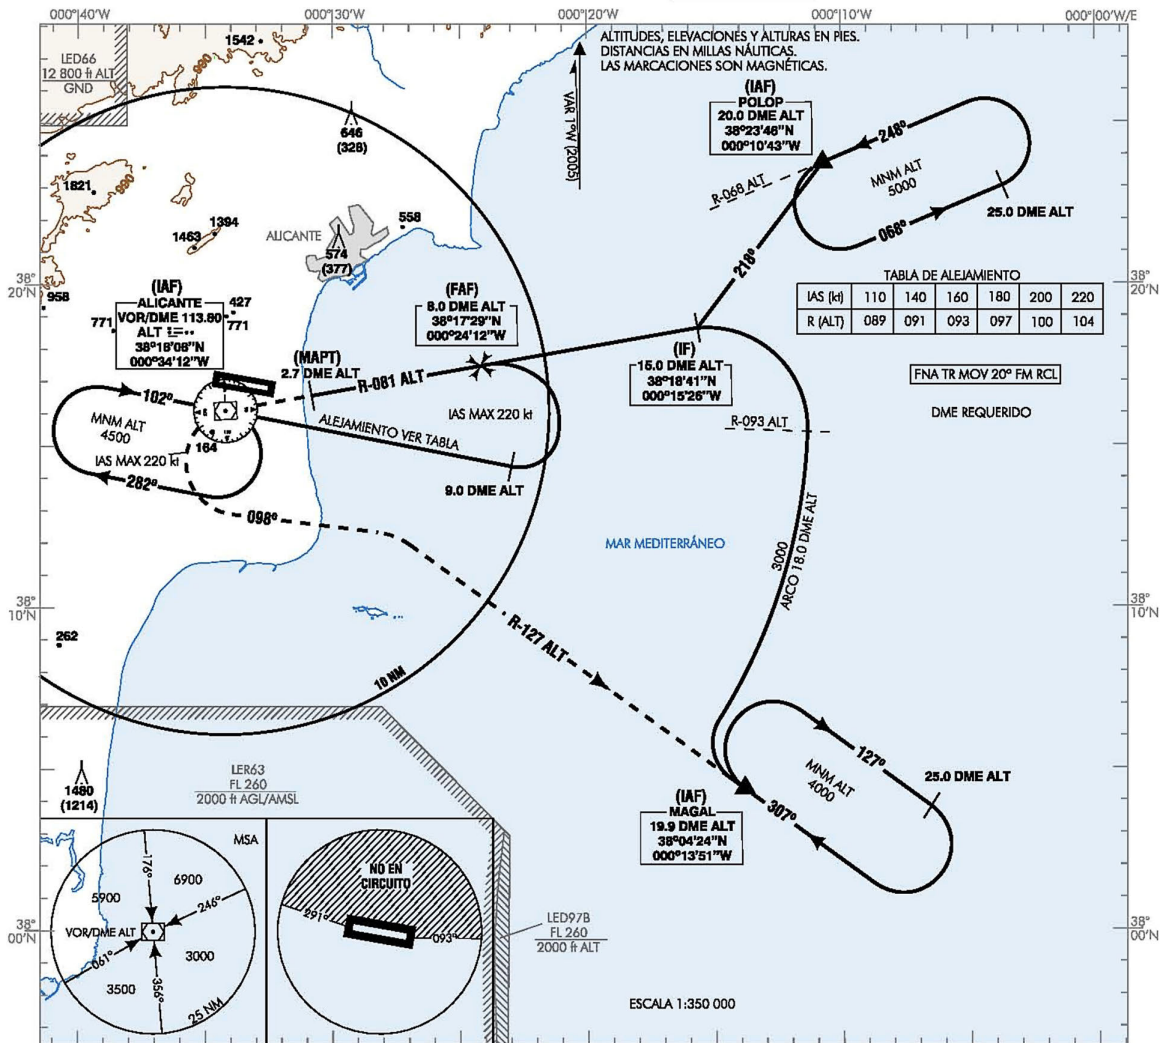 000°40'W
000°30'W
000°20'W
000°10'W
000°00'W/E
ALTITUDES, ELEVACIONES Y ALTURAS EN PIES.
DISTANCIAS EN MILLAS NÁUTICAS.
LAS MARCACIONES SON MAGNÉTICAS.
VAR 1°W (2005)
LED66
12 800 ft ALT
GND
1542
990
646
(328)
(IAF)
POLOP
20.0 DME ALT
38°23'48"N
000°10'43"W
248°
MNM ALT
5000
068°
25.0 DME ALT
R-068 ALT
218°
1821
990
1394
1463
ALICANTE
574
(377)
558
38°
20'N
38°
20'N
958
771
(IAF)
ALICANTE
VOR/DME 113.80
ALT
38°16'08"N
000°34'12"W
427
771
(FAF)
8.0 DME ALT
38°17'29"N
000°24'12"W
TABLA DE ALEJAMIENTO
IAS (kt) 110 140 160 180 200 220
R (ALT) 089 091 093 097 100 104
(IF)
15.0 DME ALT
38°18'41"N
000°15'26"W
FNA TR MOV 20° FM RCL
DME REQUERIDO
(MAPT)
2.7 DME ALT
R-081 ALT
IAS MAX 220 kt
ALEJAMIENTO VER TABLA
9.0 DME ALT
R-093 ALT
102°
MNM ALT
4500
IAS MAX 220 kt
164
282°
098°
MAR MEDITERRÁNEO
3000
ARCO 18.0 DME ALT
38°
10'N
38°
10'N
262
R-127 ALT
10 NM
127°
MNM ALT
4000
25.0 DME ALT
307°
(IAF)
MAGAL
19.9 DME ALT
38°04'24"N
000°13'51"W
1480
(1214)
LER63
FL 260
2000 ft AGL/AMSL
MSA
176°
5900
6900
246°
VOR/DME ALT
061°
3000
3500
356°
25 NM
NO EN
CIRCUITO
291°
093°
LED97B
FL 260
2000 ft ALT
38°
00'N
38°
00'N
ESCALA 1:350 000